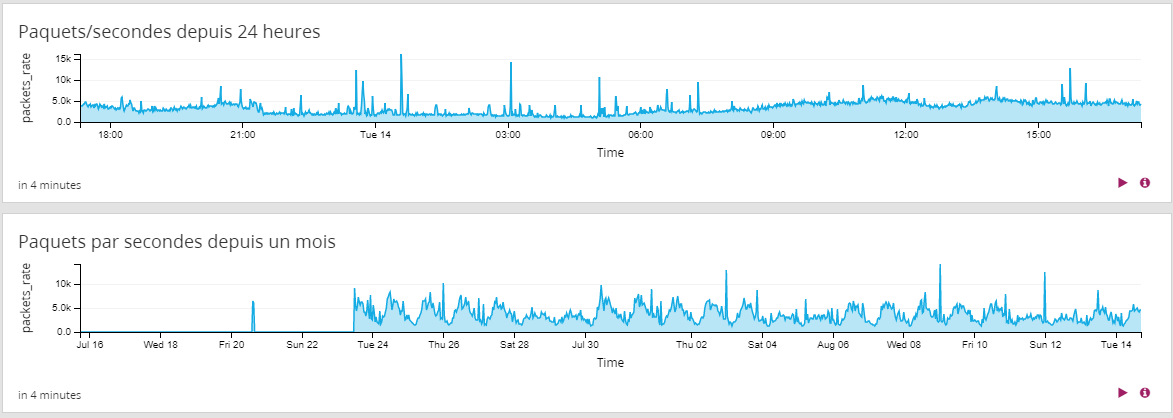 Paquets/secondes depuis 24 heures
packets_rate
15k
10k
5.0k
0.0
18:00 21:00 Tue 14 03:00 06:00 09:00 12:00 15:00
Time
in 4 minutes
Paquets par secondes depuis un mois
packets_rate
10k
5.0k
0.0
Jul 16 Wed 18 Fri 20 Sun 22 Tue 24 Thu 26 Sat 28 Jul 30 Thu 02 Sat 04 Aug 06 Wed 08 Fri 10 Sun 12 Tue 14
Time
in 4 minutes